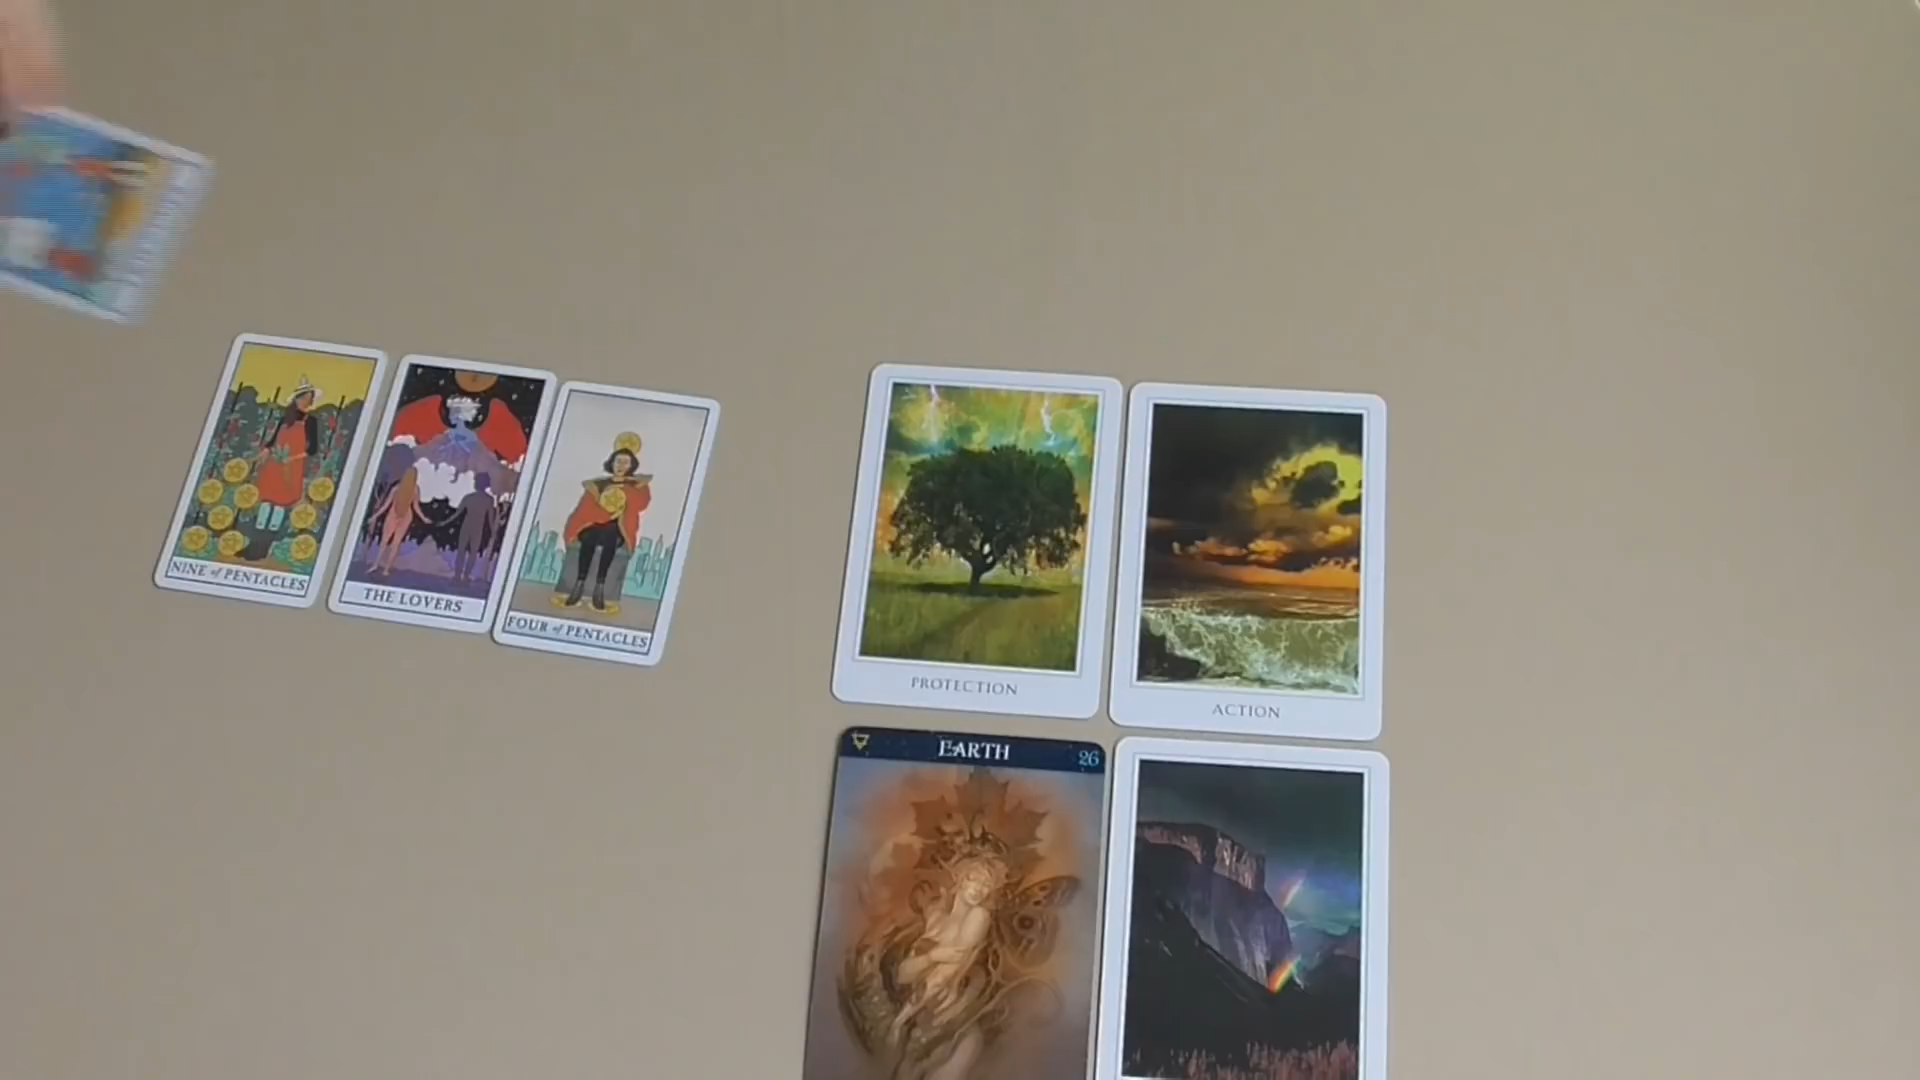 NINE of PENTACLES
THE LOVERS
FOUR of PENTACLES
PROTECTION
ACTION
EARTH
26